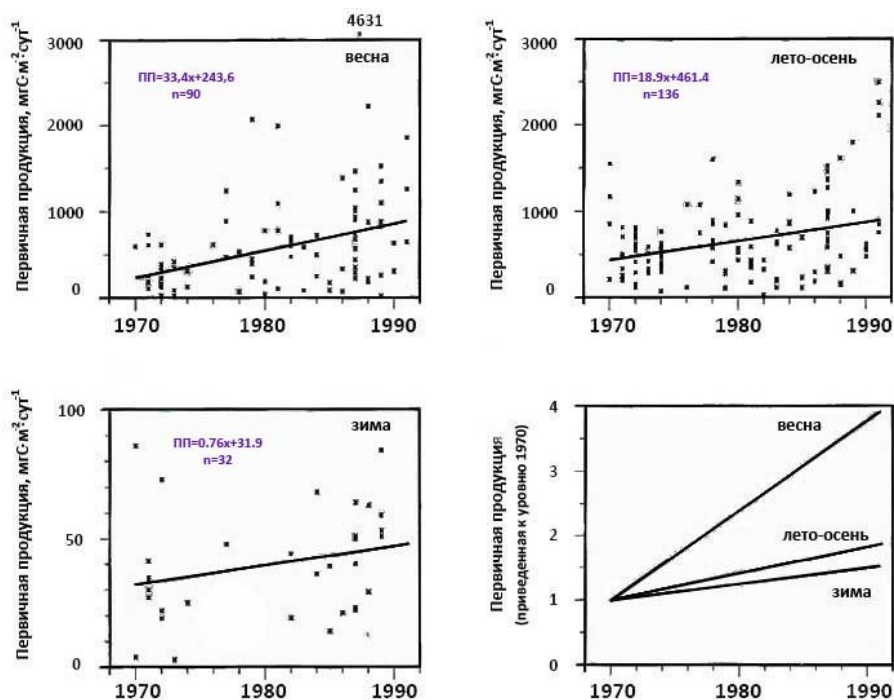 4631
3000
2000
1000
0
Первичная продукция, мгС·м⁻²сут⁻¹
весна
ПП=33,4x+243,6
n=90
1970
1980
1990
3000
2000
1000
0
Первичная продукция, мгС·м⁻²сут⁻¹
лето-осень
ПП=18.9x+461.4
n=136
1970
1980
1990
100
50
0
Первичная продукция, мгС·м⁻²сут⁻¹
зима
ПП=0.76x+31.9
n=32
1970
1980
1990
4
3
2
1
0
Первичная продукция
(приведенная к уровню 1970)
весна
лето-осень
зима
1970
1980
1990